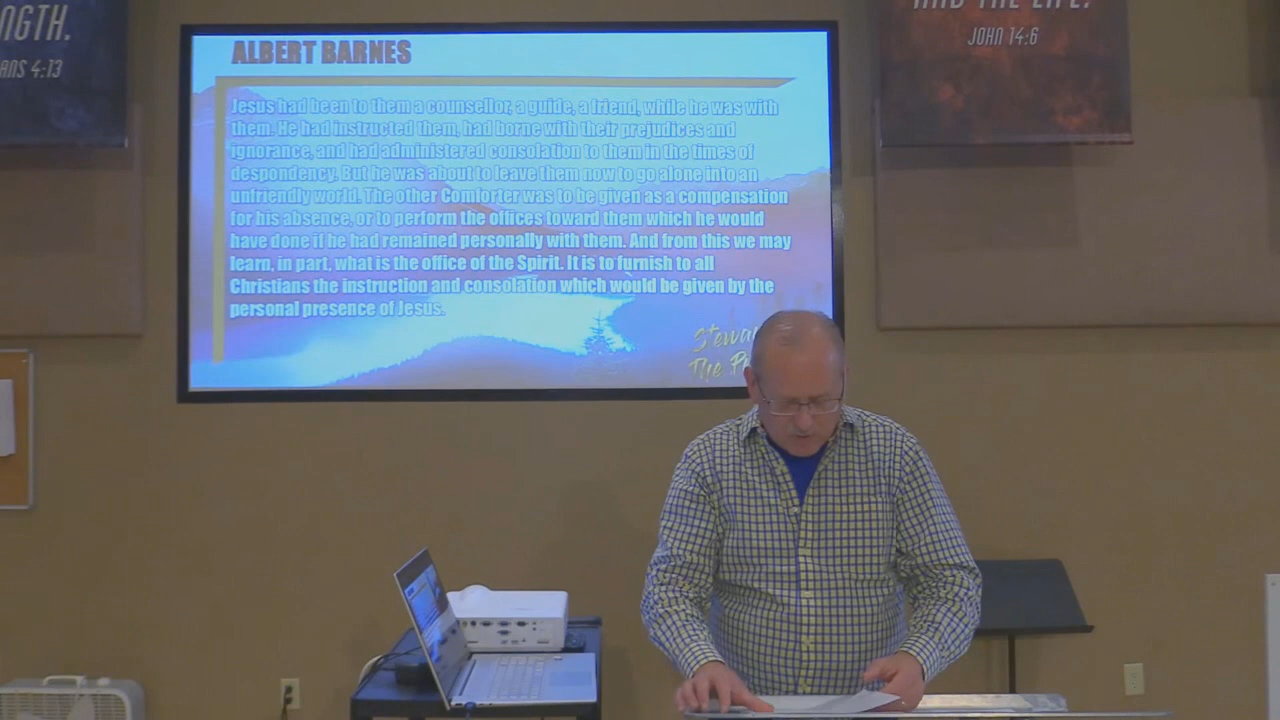 NGTH.
ANS 4:13
AND THE LIFE.
JOHN 14:6
ALBERT BARNES
Jesus had been to them a counsellor, a guide, a friend, while he was with
them. He had instructed them, had borne with their prejudices and
ignorance, and had administered consolation to them in the times of
despondency. But he was about to leave them now to go alone into an
unfriendly world. The other Comforter was to be given as a compensation
for his absence, or to perform the offices toward them which he would
have done if he had remained personally with them. And from this we may
learn, in part, what is the office of the Spirit. It is to furnish to all
Christians the instruction and consolation which would be given by the
personal presence of Jesus.
The